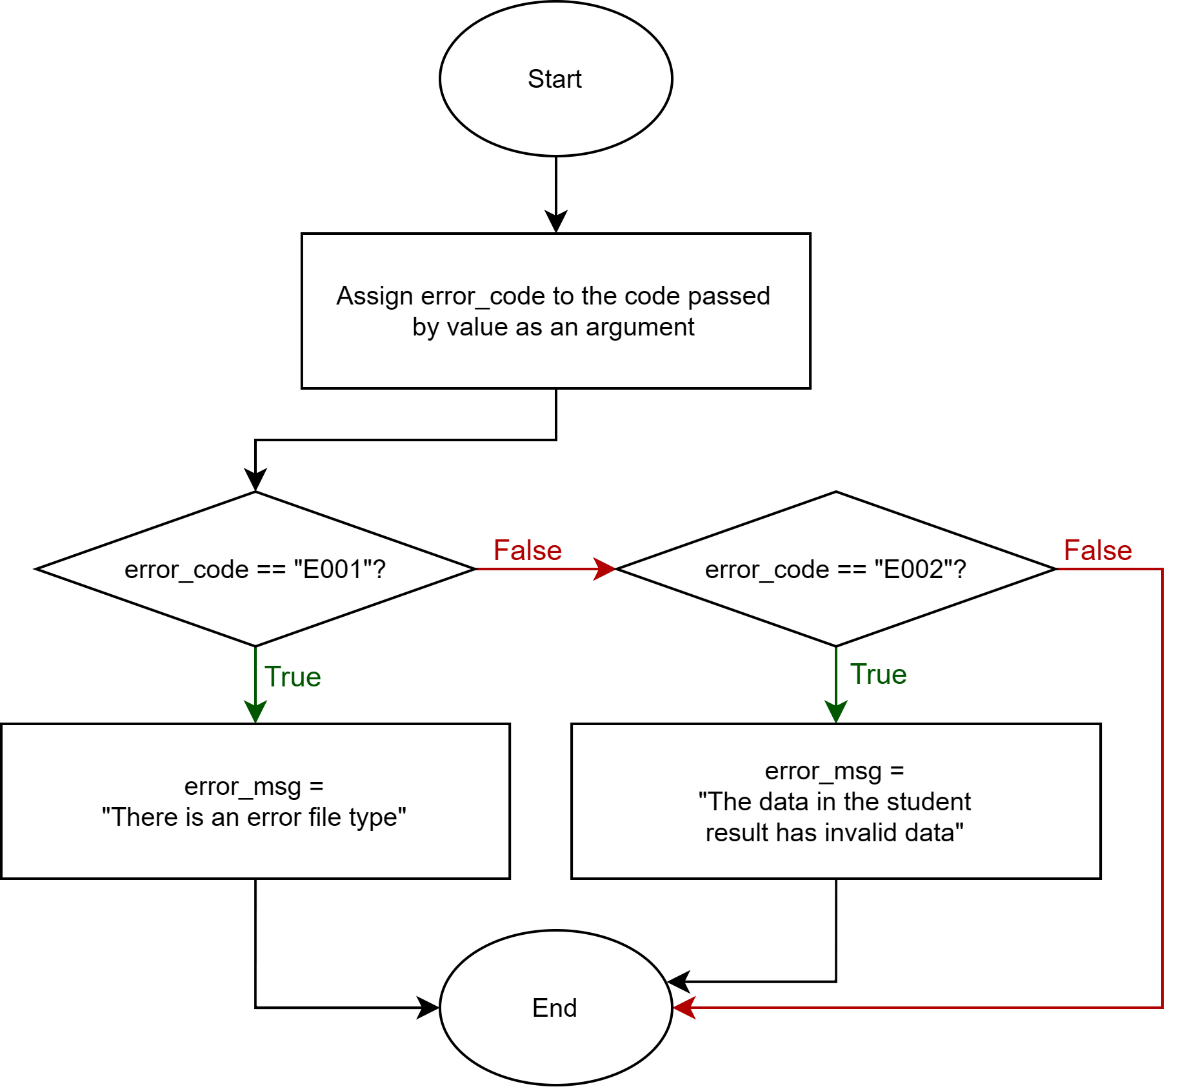 Start
Assign error_code to the code passed
by value as an argument
error_code == "E001"?
False
error_code == "E002"?
False
True
True
error_msg =
"There is an error file type"
error_msg =
"The data in the student
result has invalid data"
End